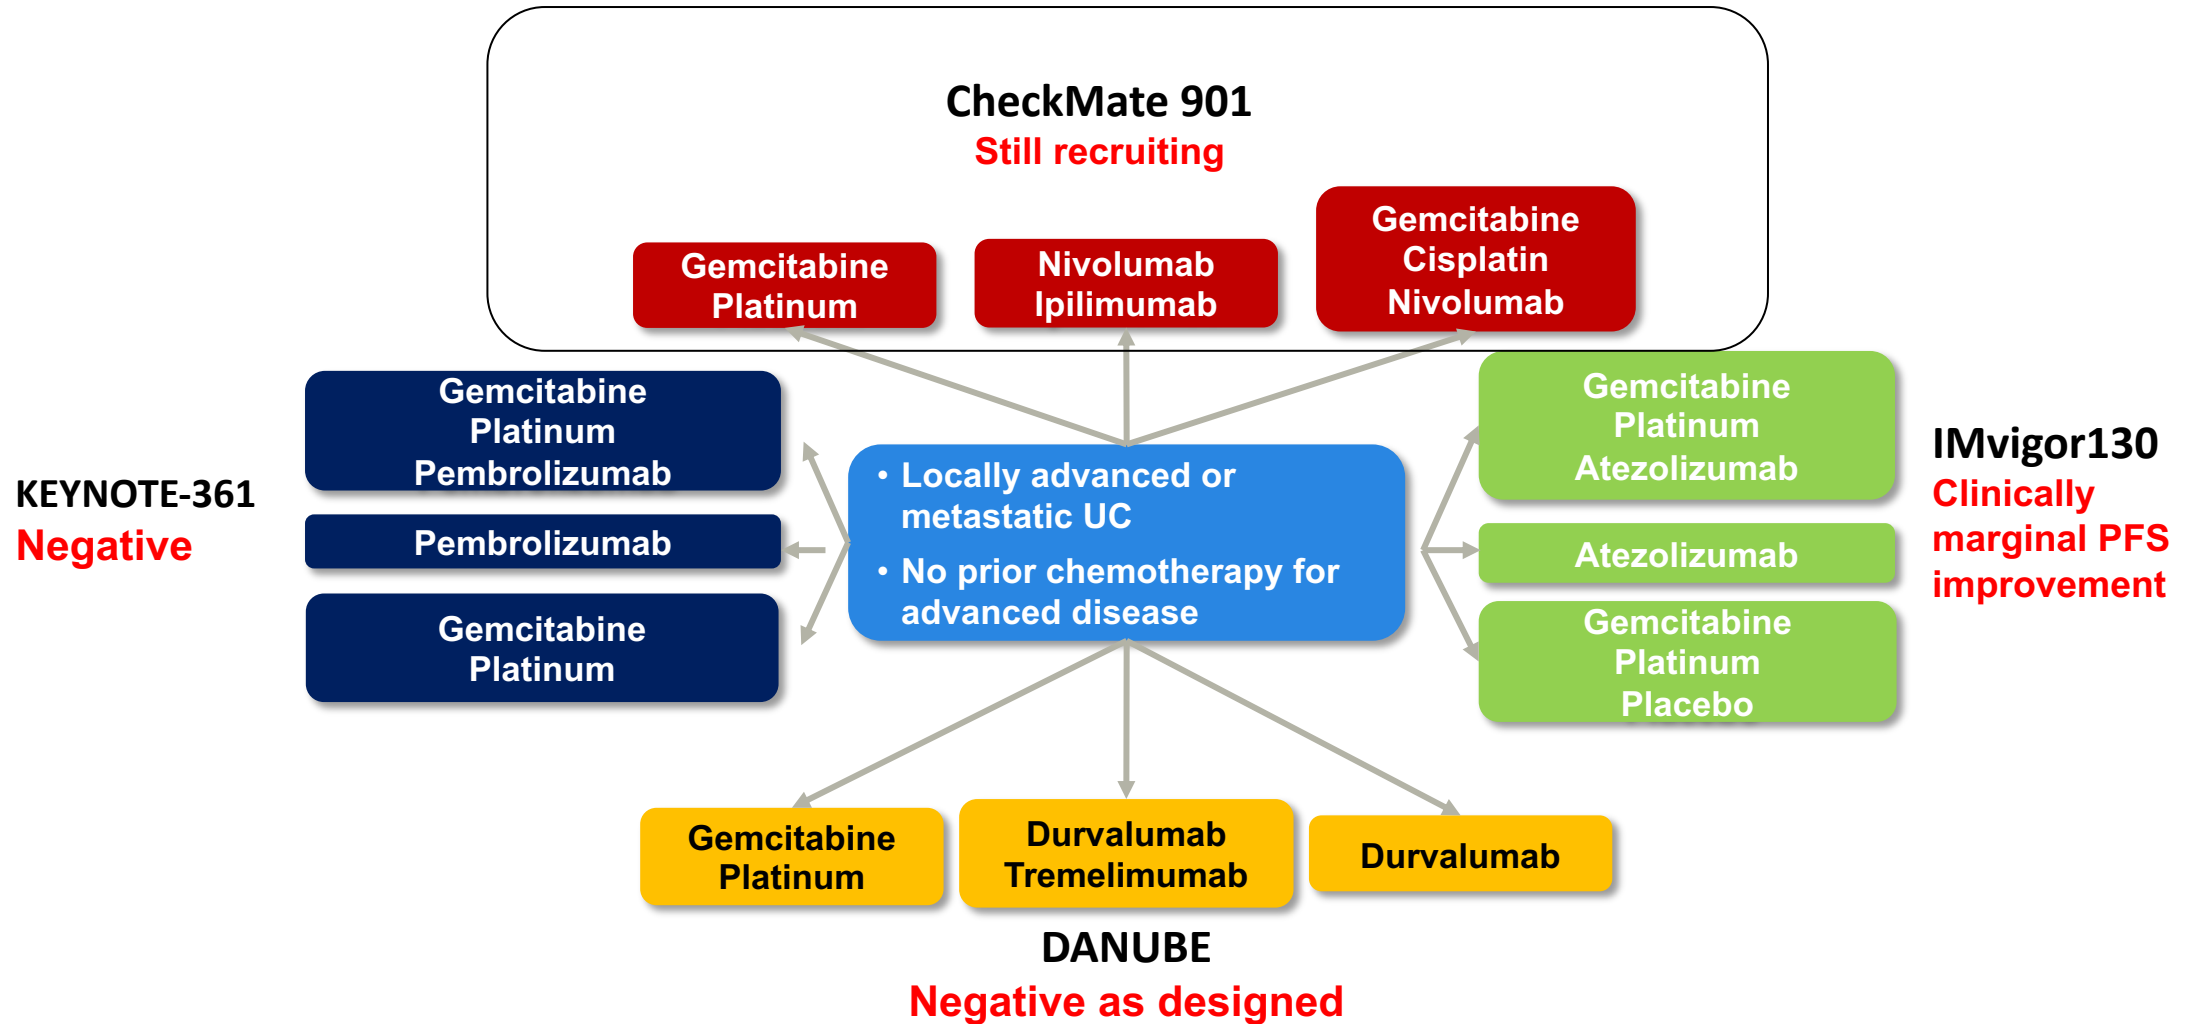 CheckMate 901
Still recruiting
Gemcitabine
Platinum
Nivolumab
Ipilimumab
Gemcitabine
Cisplatin
Nivolumab
KEYNOTE-361
Negative
Gemcitabine
Platinum
Pembrolizumab
Pembrolizumab
Gemcitabine
Platinum
• Locally advanced or
metastatic UC
• No prior chemotherapy for
advanced disease
Gemcitabine
Platinum
Atezolizumab
Atezolizumab
Gemcitabine
Platinum
Placebo
IMvigor130
Clinically
marginal PFS
improvement
Gemcitabine
Platinum
Durvalumab
Tremelimumab
Durvalumab
DANUBE
Negative as designed